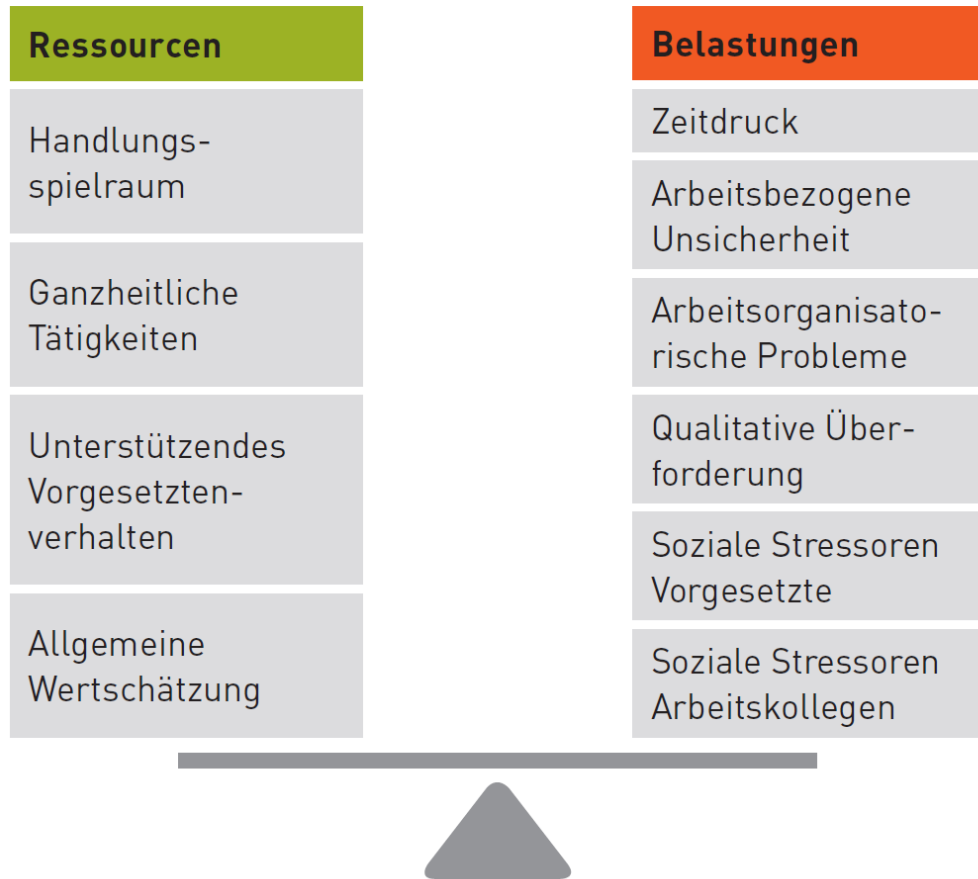 Ressourcen
Handlungs-
spielraum
Ganzheitliche
Tätigkeiten
Unterstützendes
Vorgesetzten-
verhalten
Allgemeine
Wertschätzung
Belastungen
Zeitdruck
Arbeitsbezogene
Unsicherheit
Arbeitsorganisato-
rische Probleme
Qualitative Über-
forderung
Soziale Stressoren
Vorgesetzte
Soziale Stressoren
Arbeitskollegen